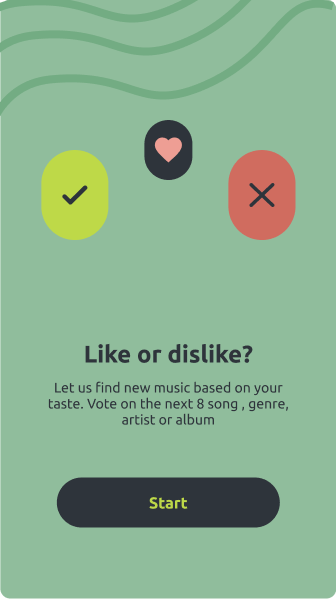 Like or dislike?
Let us find new music based on your
taste. Vote on the next 8 song , genre,
artist or album
Start